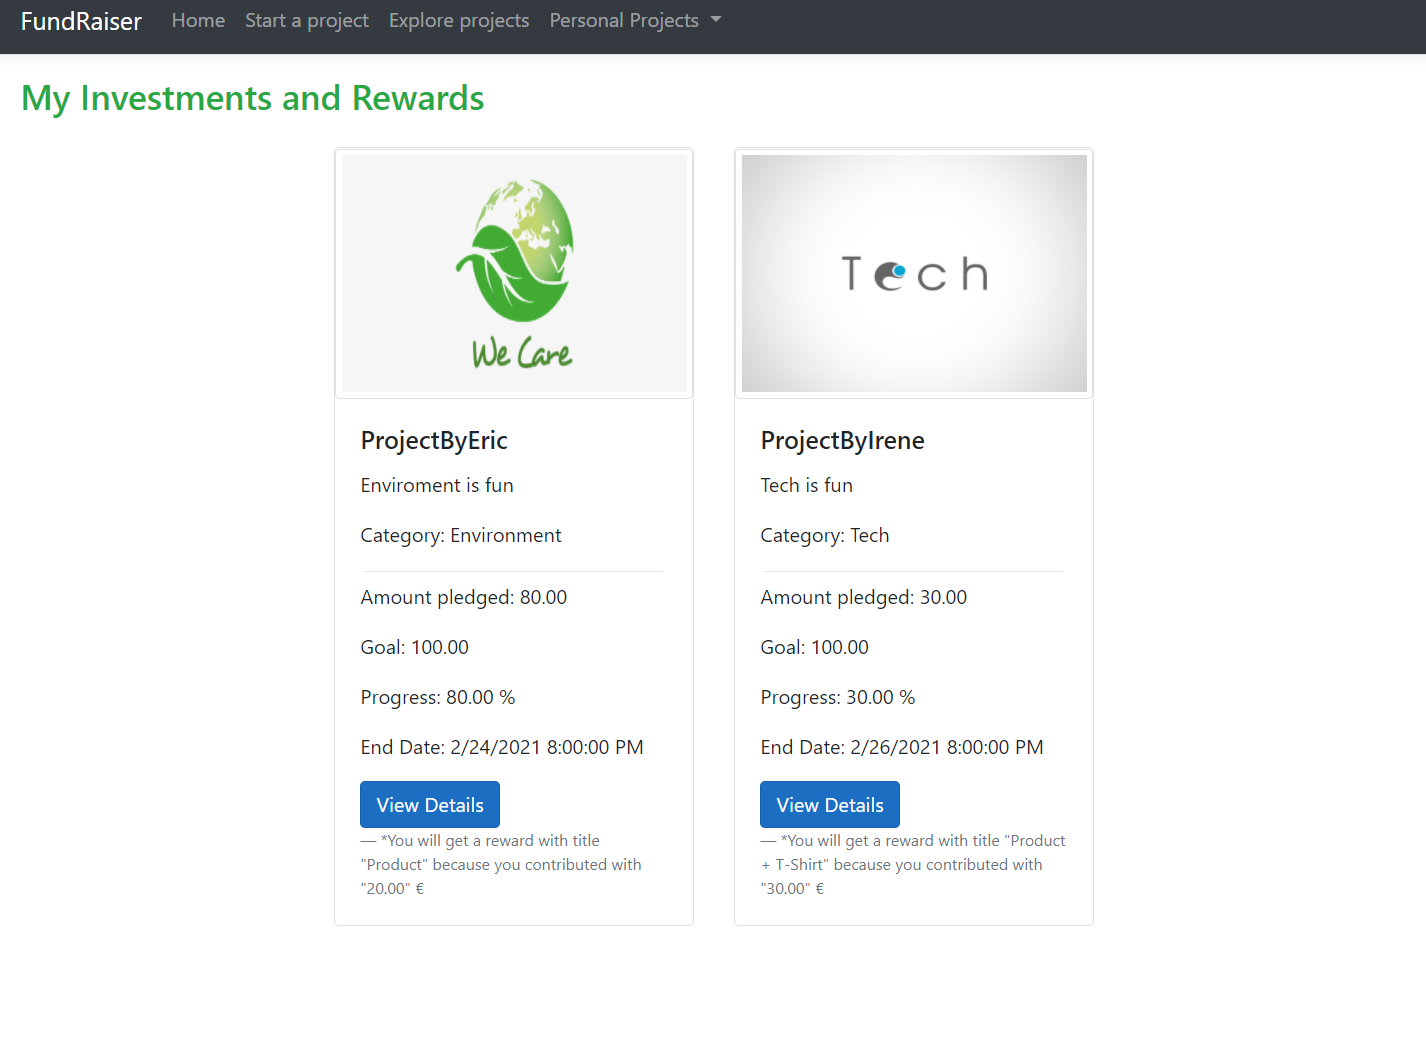 FundRaiser Home Start a project Explore projects Personal Projects
My Investments and Rewards
We Care
ProjectByEric
Enviroment is fun
Category: Environment
Amount pledged: 80.00
Goal: 100.00
Progress: 80.00 %
End Date: 2/24/2021 8:00:00 PM
View Details
— *You will get a reward with title
"Product" because you contributed with
"20.00" €
Tech
ProjectByIrene
Tech is fun
Category: Tech
Amount pledged: 30.00
Goal: 100.00
Progress: 30.00 %
End Date: 2/26/2021 8:00:00 PM
View Details
— *You will get a reward with title "Product
+ T-Shirt" because you contributed with
"30.00" €